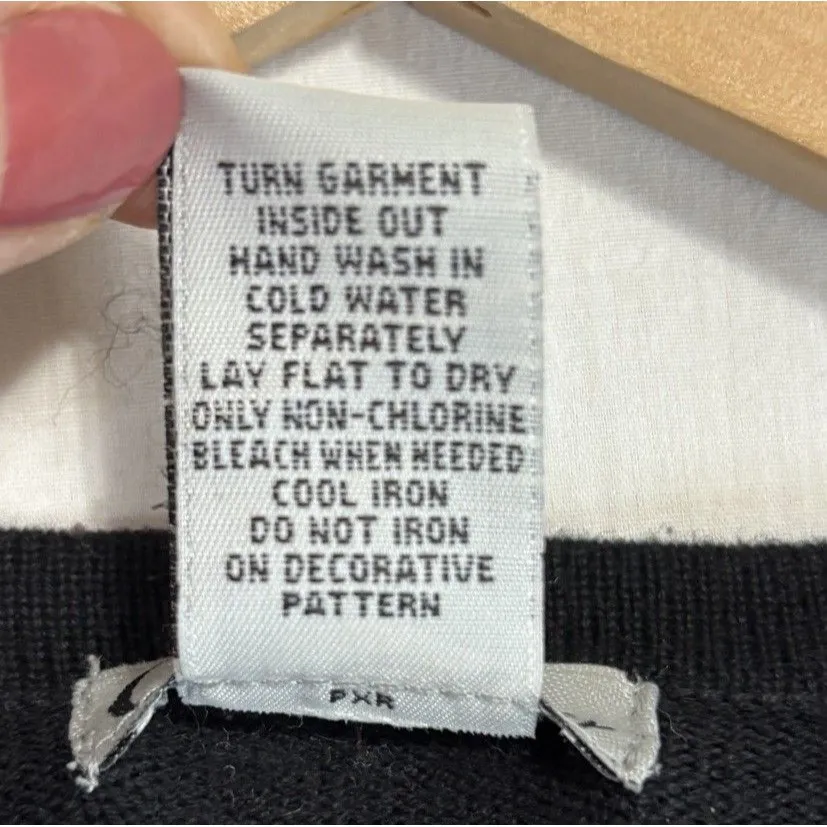 TURN GARMENT
INSIDE OUT
HAND WASH IN
COLD WATER
SEPARATELY
LAY FLAT TO DRY
ONLY NON-CHLORINE
BLEACH WHEN NEEDED
COOL IRON
DO NOT IRON
ON DECORATIVE
PATTERN
PXR